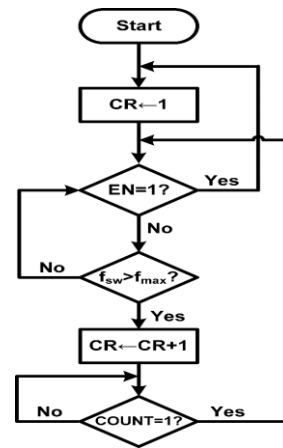 Start
CR←1
EN=1?
Yes
No
No
fsw>fmax?
Yes
CR←CR+1
No
COUNT=1?
Yes